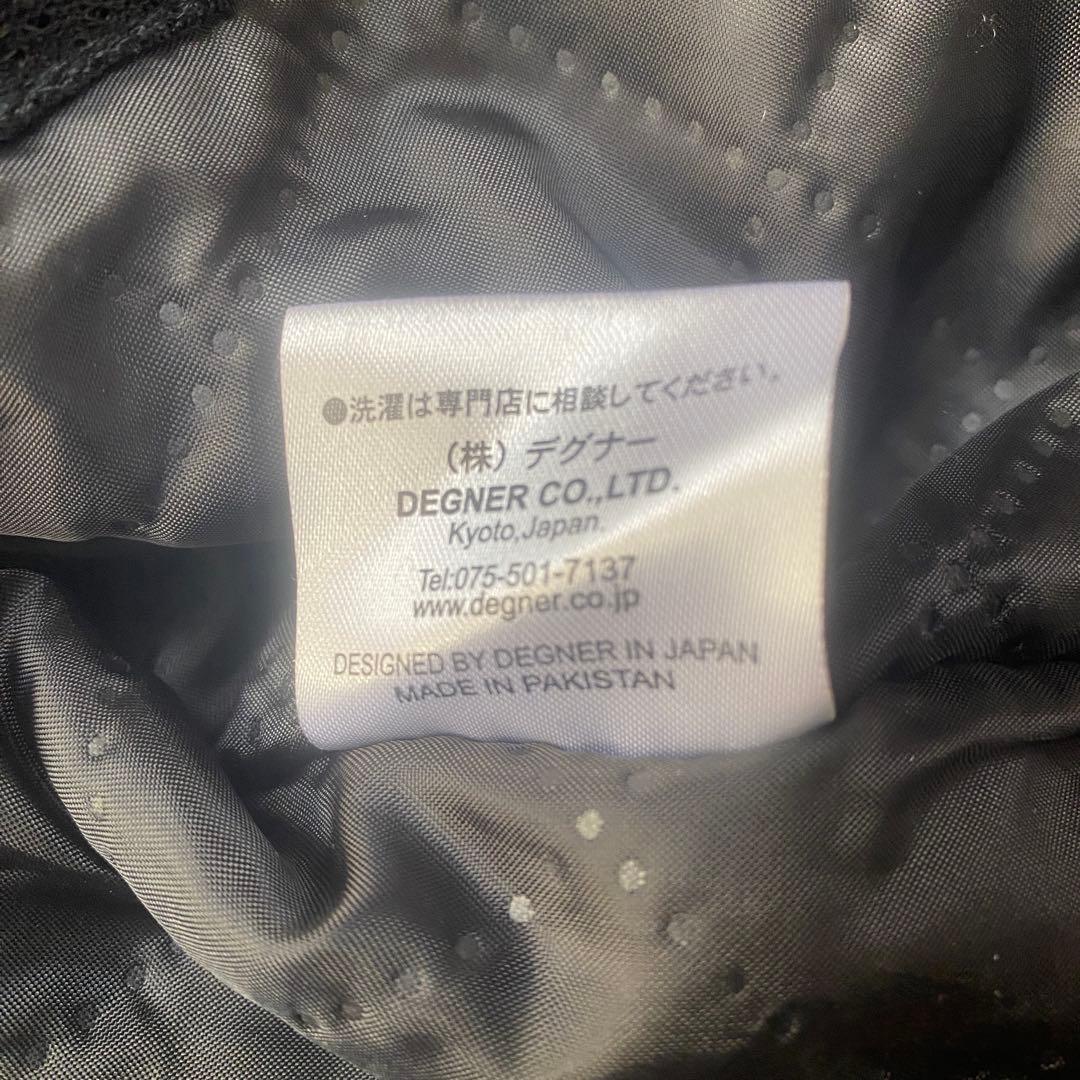 ●洗濯は専門店に相談してください。
（株）デグナー
DEGNER CO.,LTD.
Kyoto,Japan.
Tel:075-501-7137
www.degner.co.jp
DESIGNED BY DEGNER IN JAPAN
MADE IN PAKISTAN